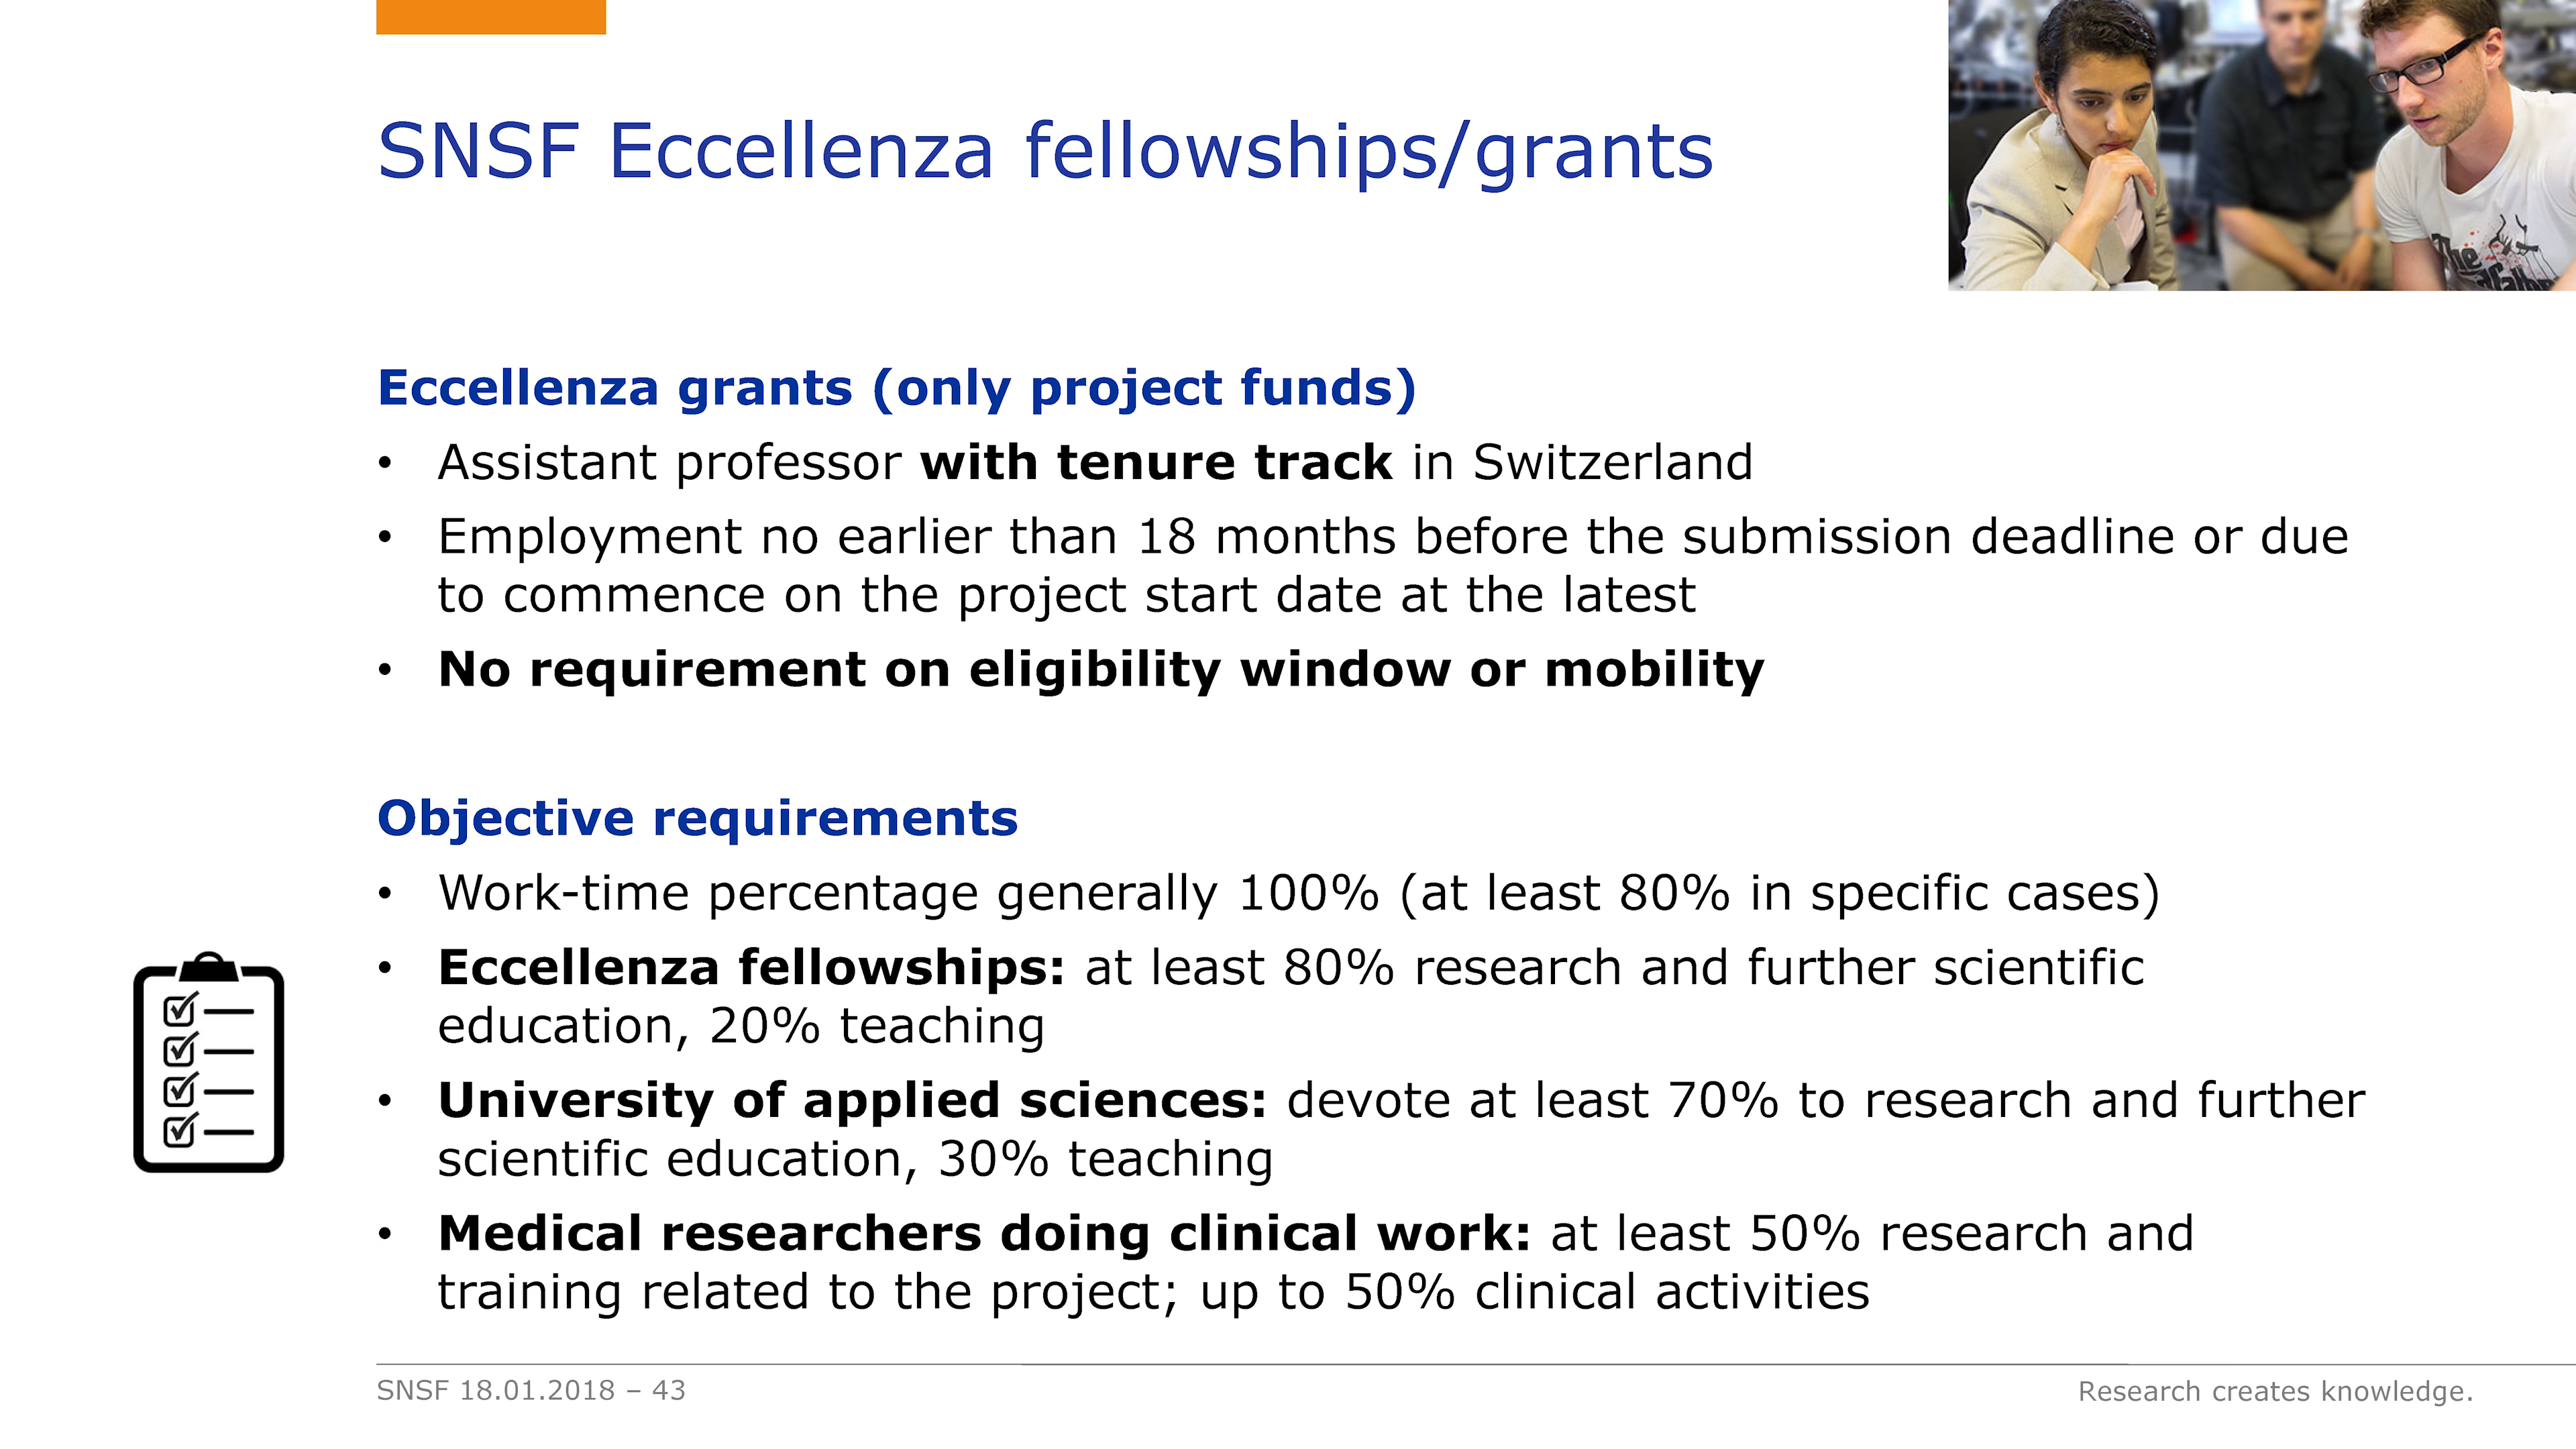 SNSF Eccellenza fellowships/grants
The
Eccellenza grants (only project funds)
• Assistant professor with tenure track in Switzerland
• Employment no earlier than 18 months before the submission deadline or due
to commence on the project start date at the latest
• No requirement on eligibility window or mobility
Objective requirements
• Work-time percentage generally 100% (at least 80% in specific cases)
• Eccellenza fellowships: at least 80% research and further scientific
education, 20% teaching
• University of applied sciences: devote at least 70% to research and further
scientific education, 30% teaching
• Medical researchers doing clinical work: at least 50% research and
training related to the project; up to 50% clinical activities
SNSF 18.01.2018 – 43
Research creates knowledge.